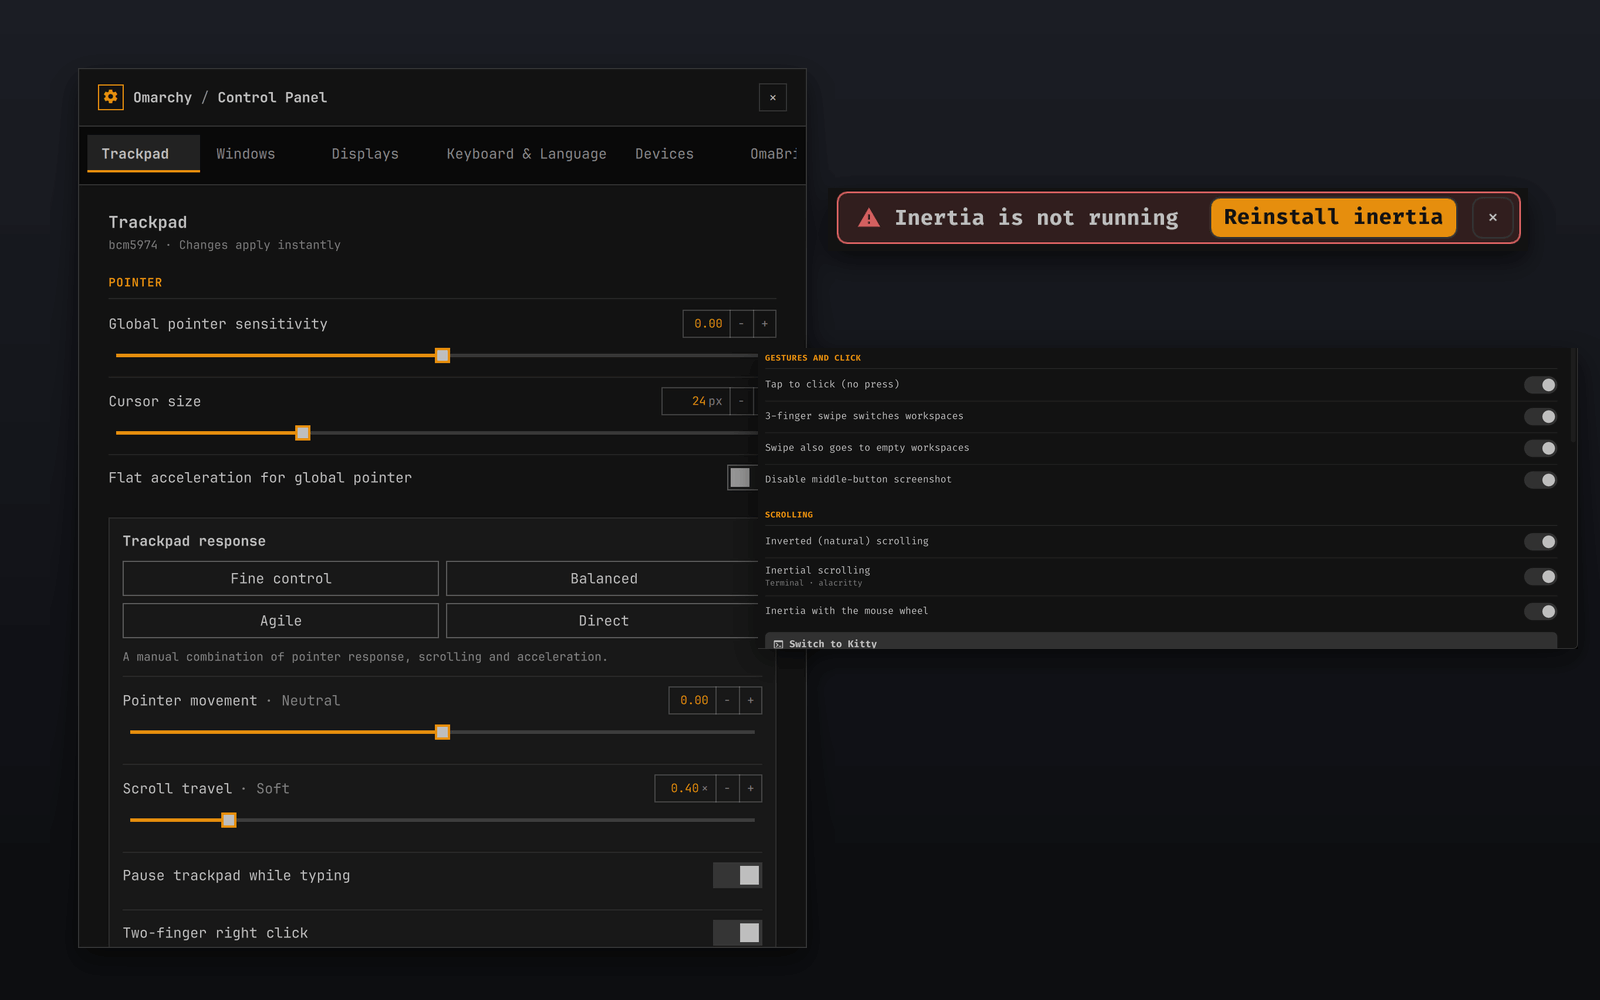 Omarchy / Control Panel
×
Trackpad Windows Displays Keyboard & Language Devices OmaBri
Trackpad
bcm5974 · Changes apply instantly
POINTER
Global pointer sensitivity 0.00 - +
Cursor size 24 px -
Flat acceleration for global pointer
Trackpad response
Fine control Balanced
Agile Direct
A manual combination of pointer response, scrolling and acceleration.
Pointer movement · Neutral 0.00 - +
Scroll travel · Soft 0.40 × - +
Pause trackpad while typing
Two-finger right click
Inertia is not running Reinstall inertia ×
GESTURES AND CLICK
Tap to click (no press)
3-finger swipe switches workspaces
Swipe also goes to empty workspaces
Disable middle-button screenshot
SCROLLING
Inverted (natural) scrolling
Inertial scrolling
Terminal · alacritty
Inertia with the mouse wheel
Switch to Kitty